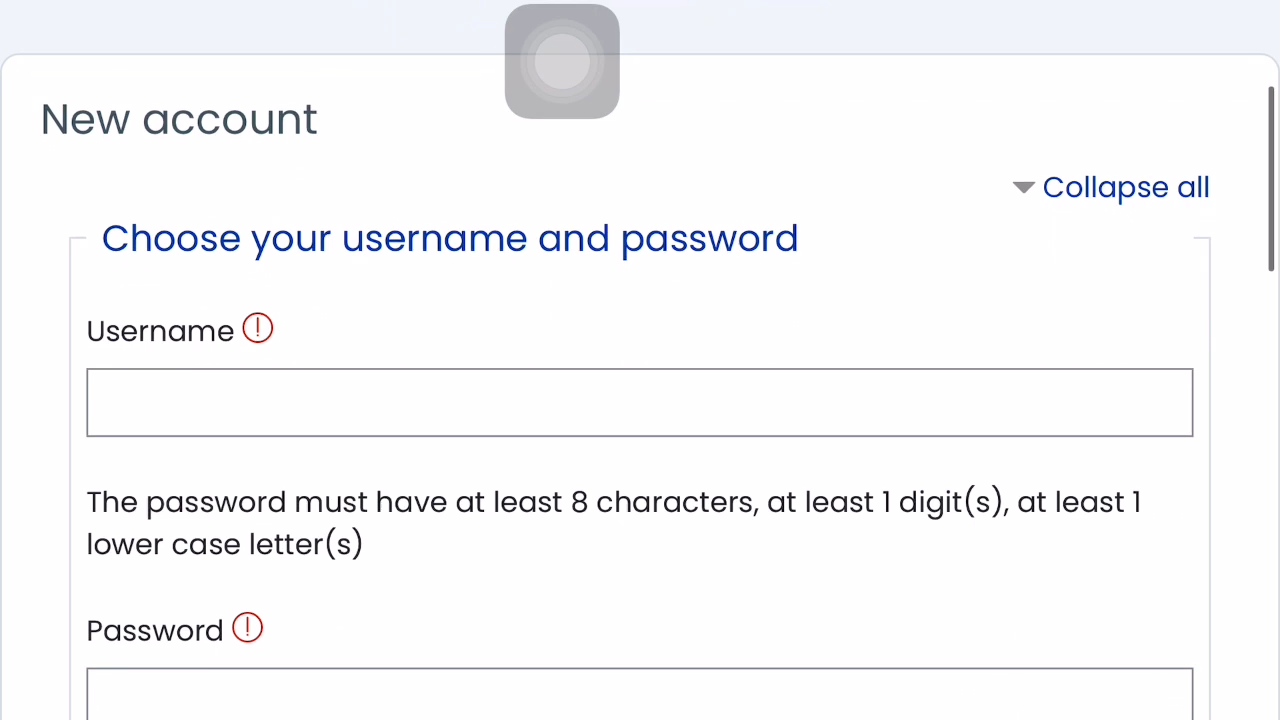 New account
Collapse all
Choose your username and password
Username
The password must have at least 8 characters, at least 1 digit(s), at least 1
lower case letter(s)
Password